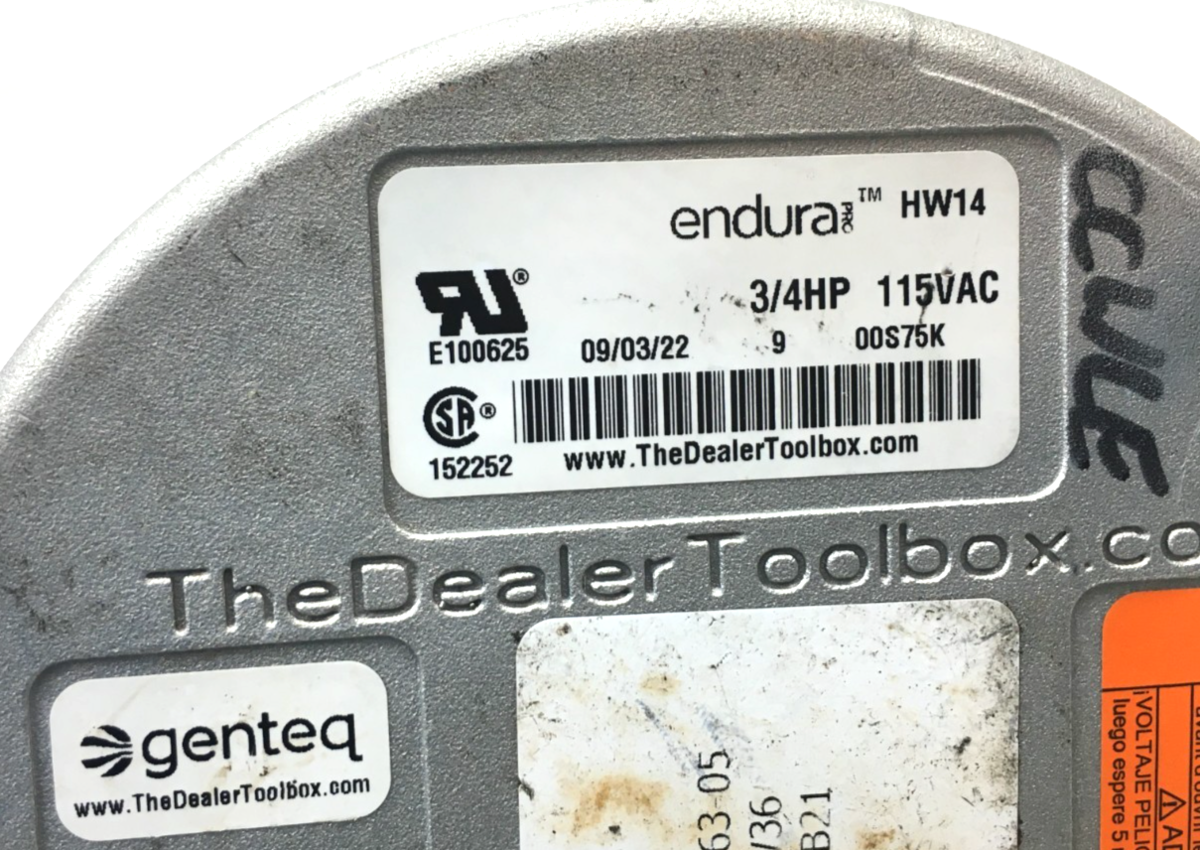 endura PRO™ HW14
3/4HP 115VAC
®
E100625 09/03/22 9 00S75K
SA ®
152252 www.TheDealerToolbox.com
TheDealerToolbox.co
genteq
www.TheDealerToolbox.com
63-05
/36
B21
¡VOLTAJE PELIG
luego espere 5